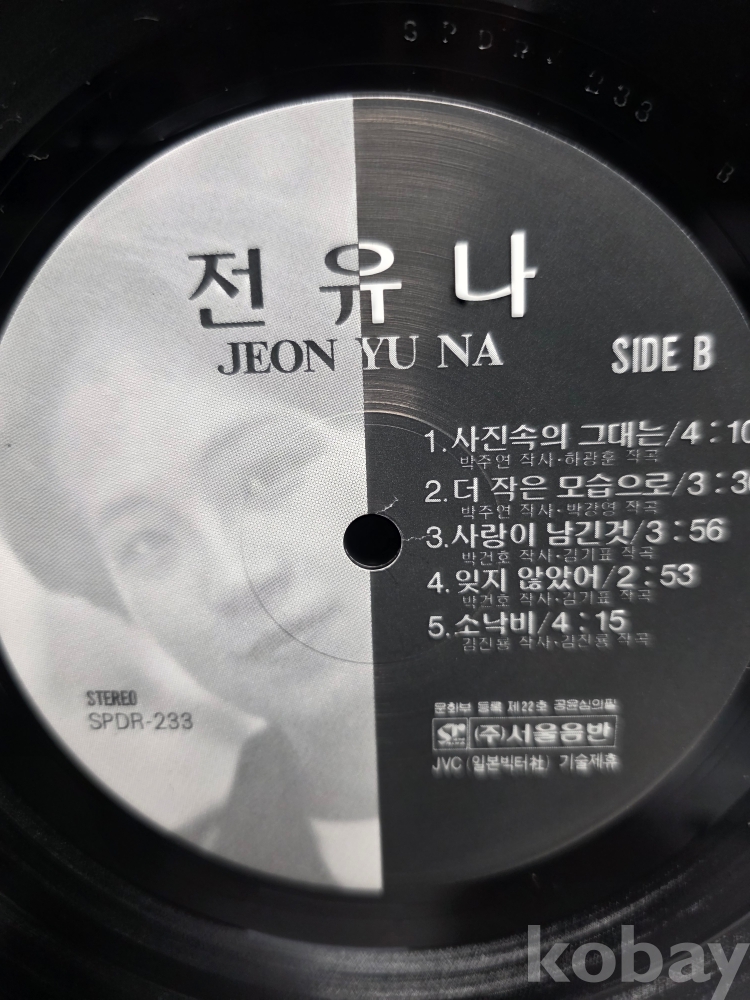 SPDR-233 B
전유나
JEON YU NA
SIDE B
1.사진속의 그대는/4:10
박주연 작사·하광훈 작곡
2.더 작은 모습으로/3:30
박주연 작사·박강영 작곡
3.사랑이 남긴것/3:56
박건호 작사·김기표 작곡
4.잊지 않았어/2:53
박건호 작사·김기표 작곡
5.소낙비/4:15
김진룡 작사·김진룡 작곡
STEREO
SPDR-233
문화부 등록 제22호 공윤심의필
(주)서울음반
JVC (일본빅터社) 기술제휴
kobay